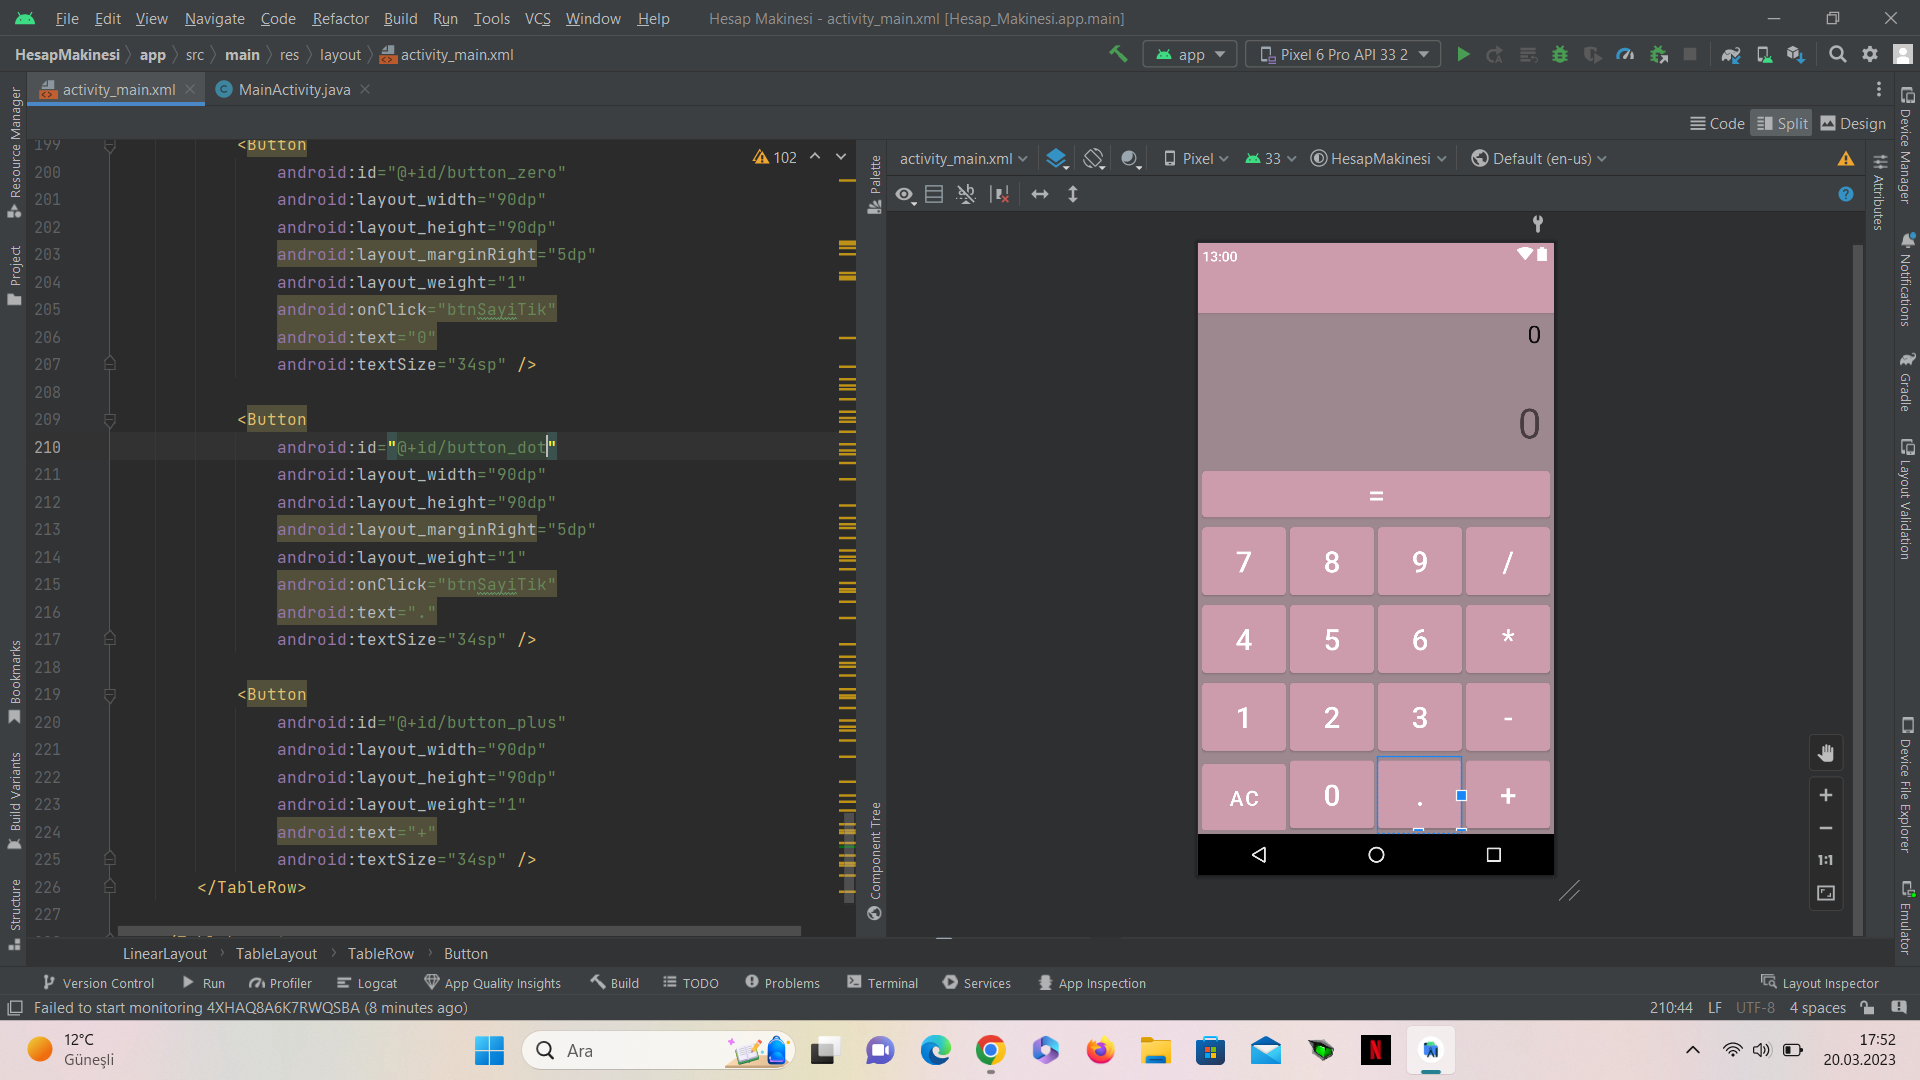 File Edit View Navigate Code Refactor Build Run Tools VCS Window Help Hesap Makinesi - activity_main.xml [Hesap_Makinesi.app.main]
HesapMakinesi app src main res layout activity_main.xml app Pixel 6 Pro API 33 2
activity_main.xml MainActivity.java
Code Split Design
activity_main.xml Pixel 33 HesapMakinesi Default (en-us)
102
199 <Button
200 android:id="@+id/button_zero"
201 android:layout_width="90dp"
202 android:layout_height="90dp"
203 android:layout_marginRight="5dp"
204 android:layout_weight="1"
205 android:onClick="btnSayiTik"
206 android:text="0"
207 android:textSize="34sp" />
208
209 <Button
210 android:id="@+id/button_dot"
211 android:layout_width="90dp"
212 android:layout_height="90dp"
213 android:layout_marginRight="5dp"
214 android:layout_weight="1"
215 android:onClick="btnSayiTik"
216 android:text="."
217 android:textSize="34sp" />
218
219 <Button
220 android:id="@+id/button_plus"
221 android:layout_width="90dp"
222 android:layout_height="90dp"
223 android:layout_weight="1"
224 android:text="+"
225 android:textSize="34sp" />
226 </TableRow>
227
Resource Manager
Project
Bookmarks
Build Variants
Structure
Palette
Component Tree
13:00
0
0
=
7 8 9 /
4 5 6 *
1 2 3 -
AC 0 . +
1:1
Attributes
Device Manager
Notifications
Gradle
Layout Validation
Device File Explorer
Emulator
LinearLayout TableLayout TableRow Button
Version Control Run Profiler Logcat App Quality Insights Build TODO Problems Terminal Services App Inspection Layout Inspector
Failed to start monitoring 4XHAQ8A6K7RWQSBA (8 minutes ago) 210:44 LF UTF-8 4 spaces
12°C
Güneşli
Ara
17:52
20.03.2023